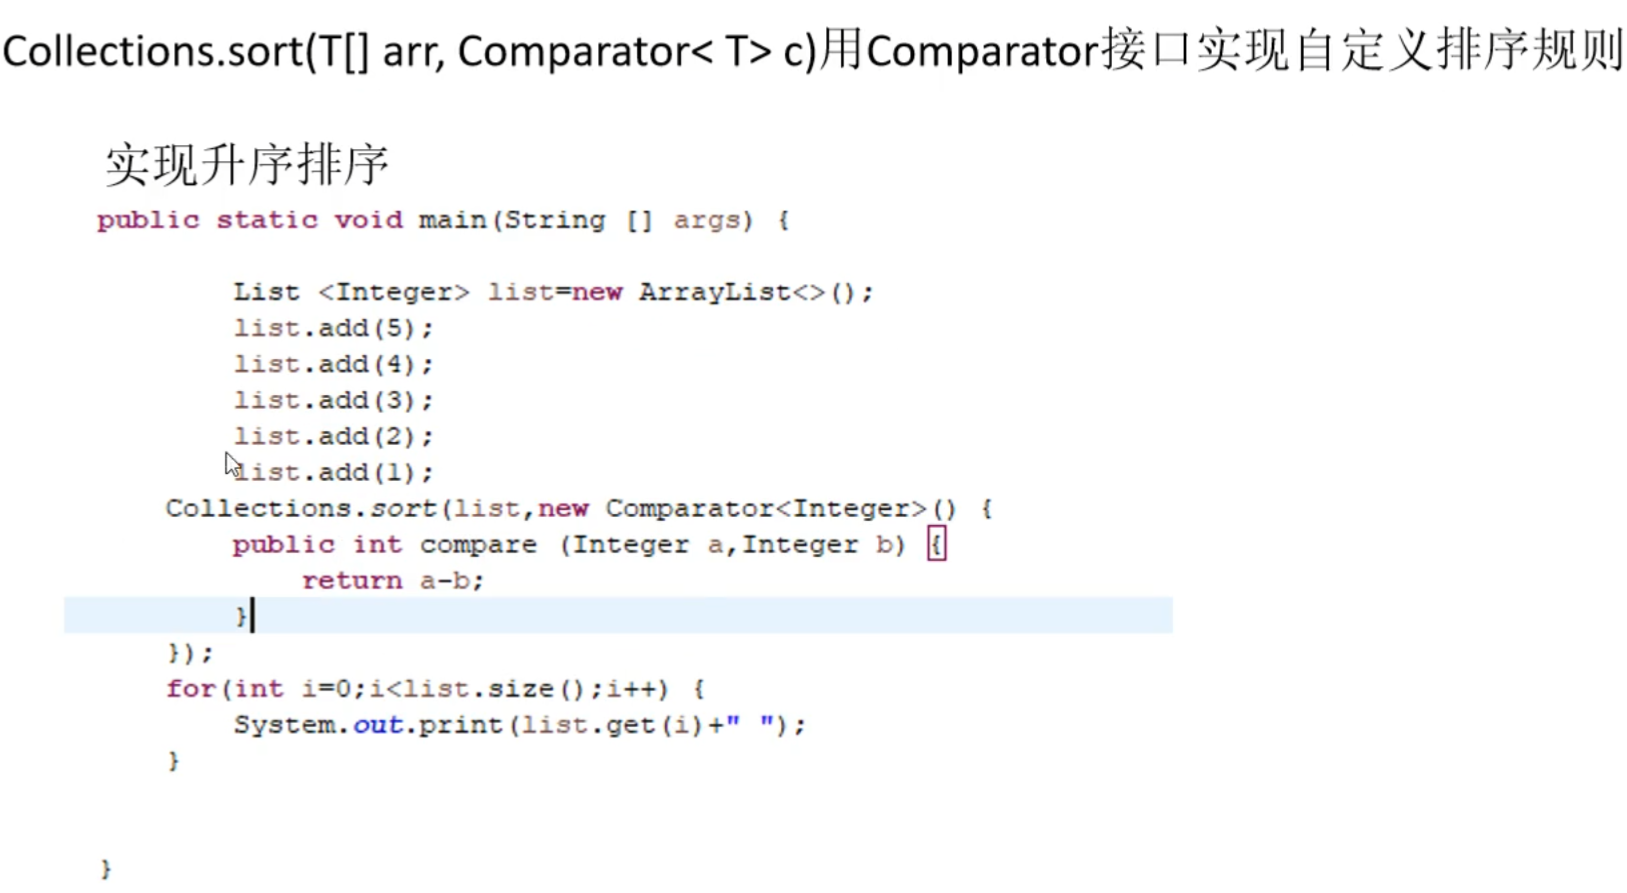 Collections.sort(T[] arr, Comparator< T> c)用Comparator接口实现自定义排序规则
实现升序排序
public static void main(String [] args) {
List <Integer> list=new ArrayList<>();
list.add(5);
list.add(4);
list.add(3);
list.add(2);
list.add(1);
Collections.sort(list,new Comparator<Integer>() {
public int compare (Integer a,Integer b) {
return a-b;
}
});
for(int i=0;i<list.size();i++) {
System.out.print(list.get(i)+" ");
}
}